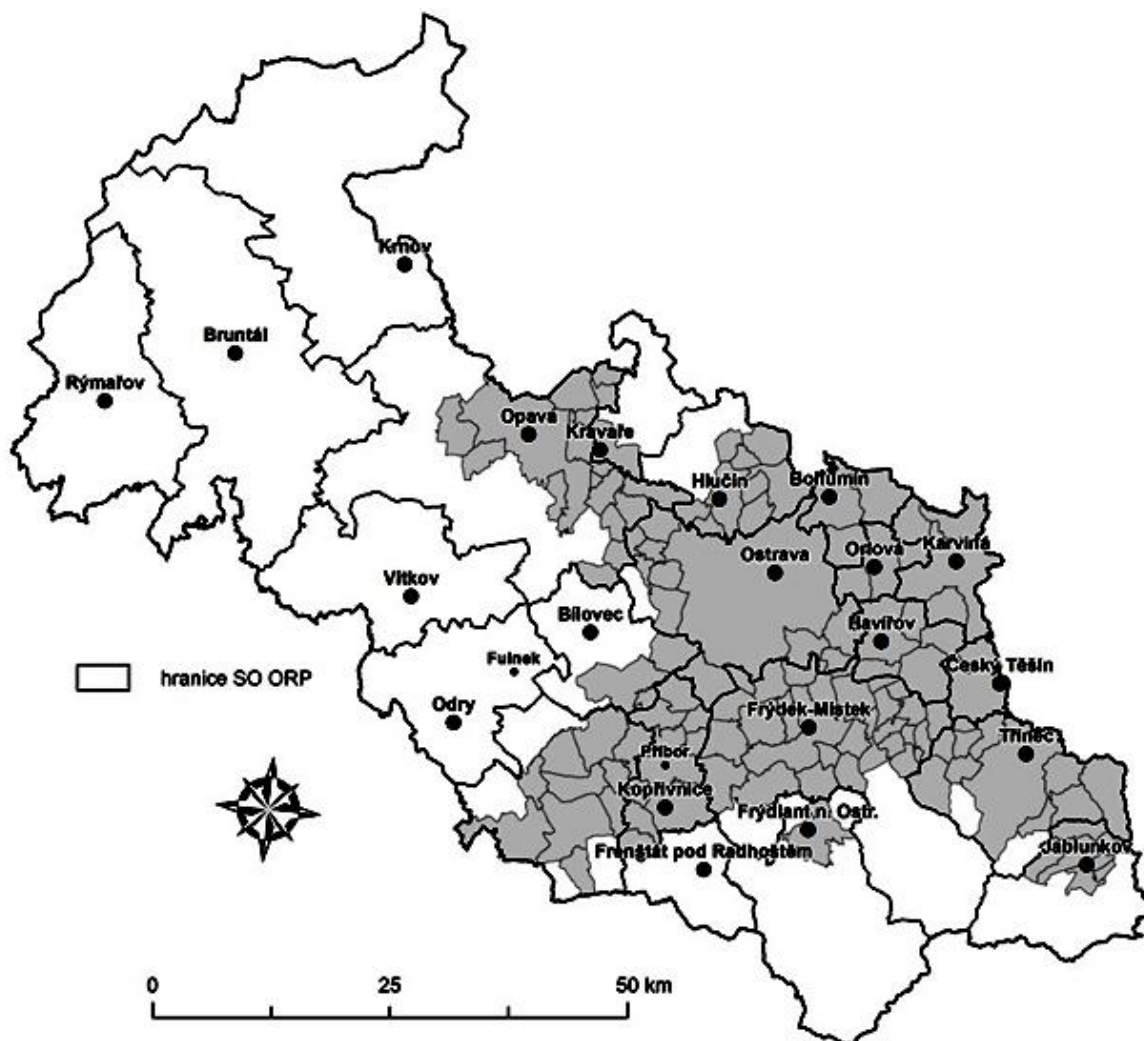 Krnov
Bruntál
Rýmařov
Opava
Kravaře
Hlučín
Bohumín
Ostrava
Orlová
Karviná
Vítkov
Bílovec
Havířov
Fulnek
Český Těšín
hranice SO ORP
Odry
Frýdek-Místek
Třinec
Příbor
Kopřivnice
Frýdlant n. Ostr.
Frenštát pod Radhoštěm
Jablunkov
0 25 50 km